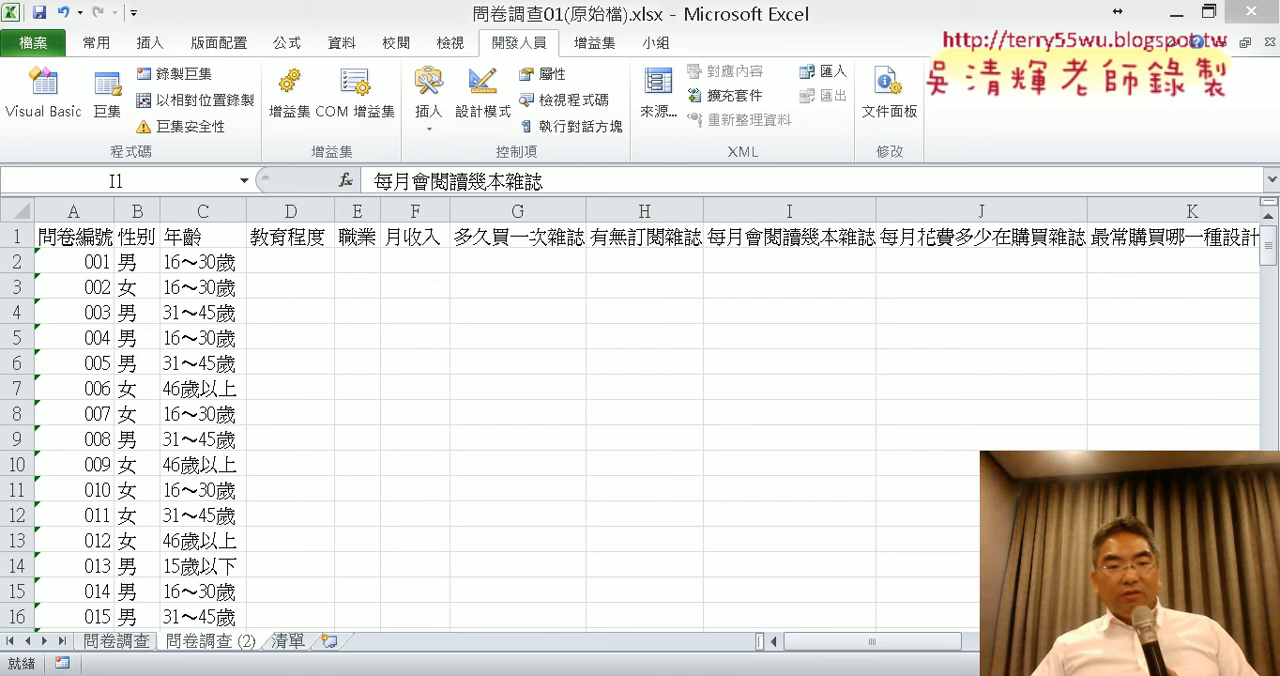 問卷調查01(原始檔).xlsx - Microsoft Excel
檔案 常用 插入 版面配置 公式 資料 校閱 檢視 開發人員 增益集 小組
http://terry55wu.blogspot.tw
吳清輝老師錄製
Visual Basic 巨集 錄製巨集 以相對位置錄製 巨集安全性 程式碼
增益集 COM 增益集 增益集
插入 設計模式 屬性 檢視程式碼 執行對話方塊 控制項
來源... 對應內容 擴充套件 重新整理資料 匯入 匯出 XML
文件面板 修改
I1 fx 每月會閱讀幾本雜誌
A B C D E F G H I J K
1 問卷編號 性別 年齡 教育程度 職業 月收入 多久買一次雜誌 有無訂閱雜誌 每月會閱讀幾本雜誌 每月花費多少在購買雜誌 最常購買哪一種設計
2 001 男 16～30歲
3 002 女 16～30歲
4 003 男 31～45歲
5 004 男 16～30歲
6 005 男 31～45歲
7 006 女 46歲以上
8 007 女 16～30歲
9 008 男 31～45歲
10 009 女 46歲以上
11 010 女 16～30歲
12 011 女 31～45歲
13 012 女 46歲以上
14 013 男 15歲以下
15 014 男 16～30歲
16 015 男 31～45歲
問卷調查 問卷調查 (2) 清單
就緒